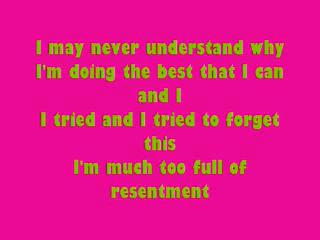 I may never understand why
I'm doing the best that I can
and I
I tried and I tried to forget
this
I'm much too full of
resentment